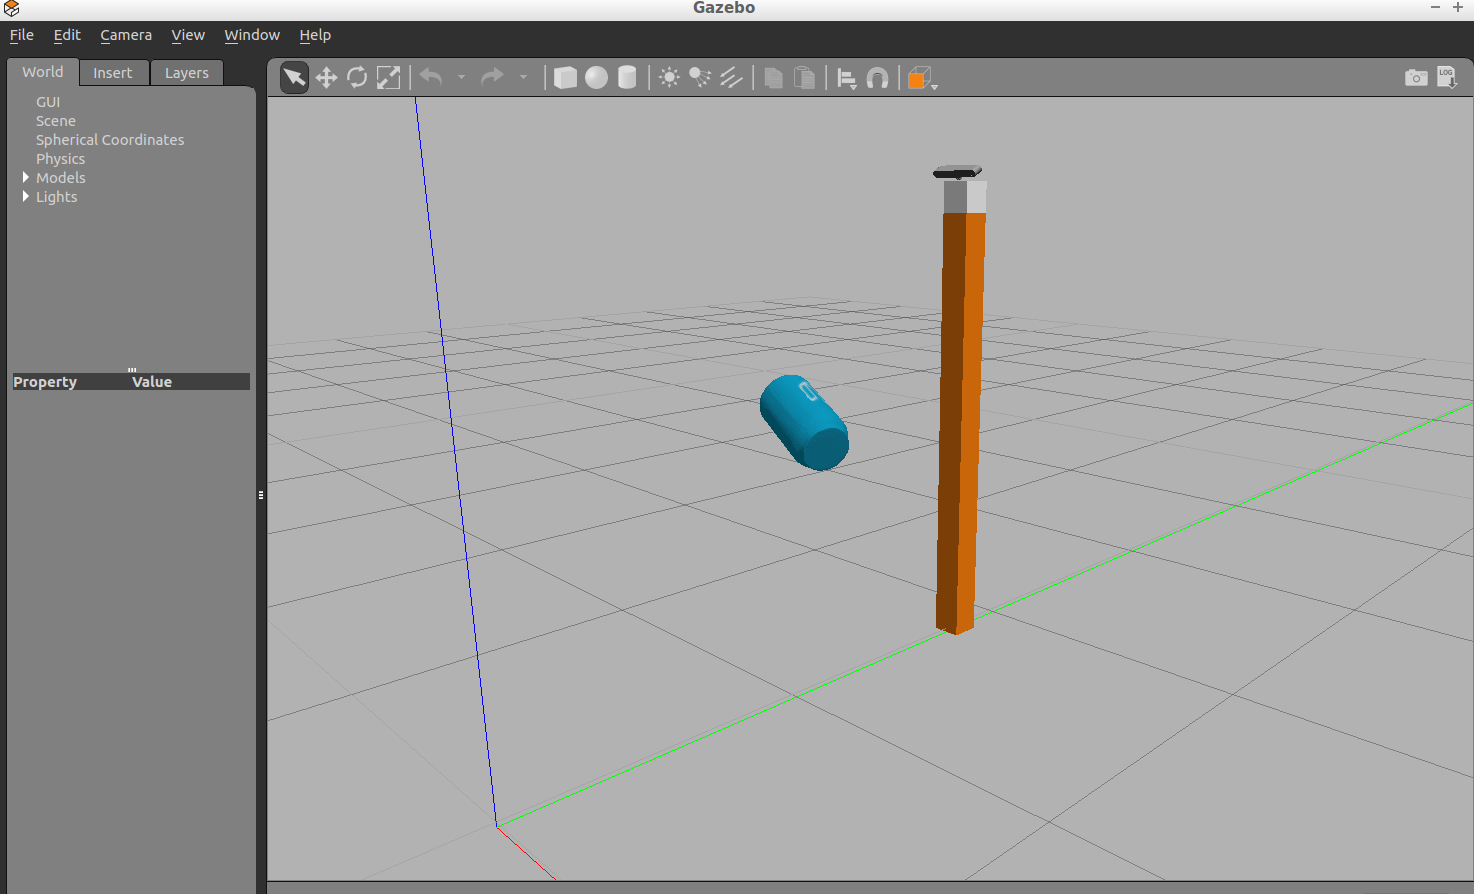 Gazebo
File Edit Camera View Window Help
World Insert Layers
LOG
GUI
Scene
Spherical Coordinates
Physics
Models
Lights
Property Value